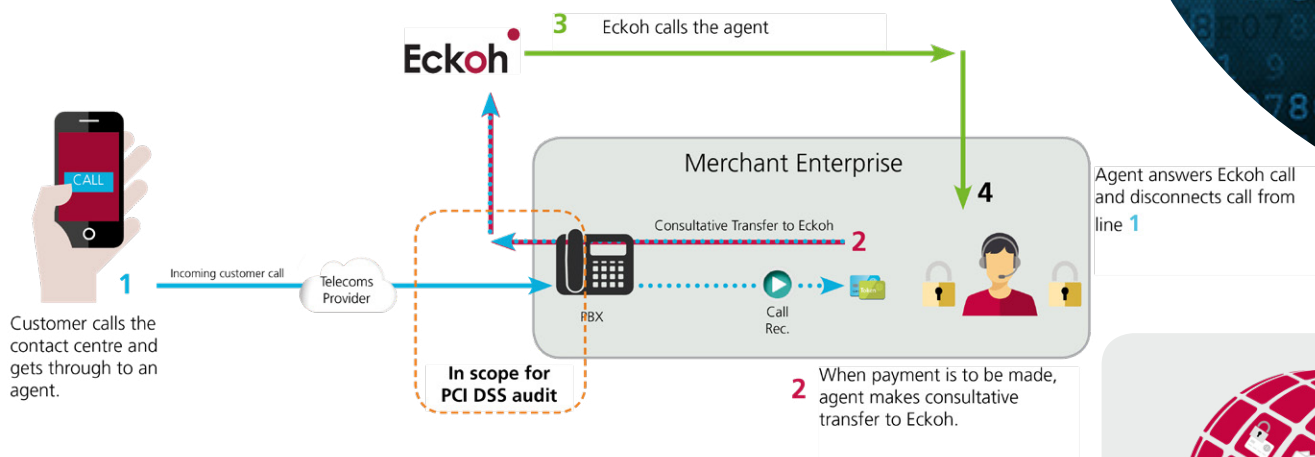 3 Eckoh calls the agent
Eckoh
Merchant Enterprise
CALL
Agent answers Eckoh call
and disconnects call from
line 1
4
Consultative Transfer to Eckoh
2
1
Incoming customer call
Telecoms
Provider
PBX
Call
Rec.
Customer calls the
contact centre and
gets through to an
agent.
In scope for
PCI DSS audit
2 When payment is to be made,
agent makes consultative
transfer to Eckoh.